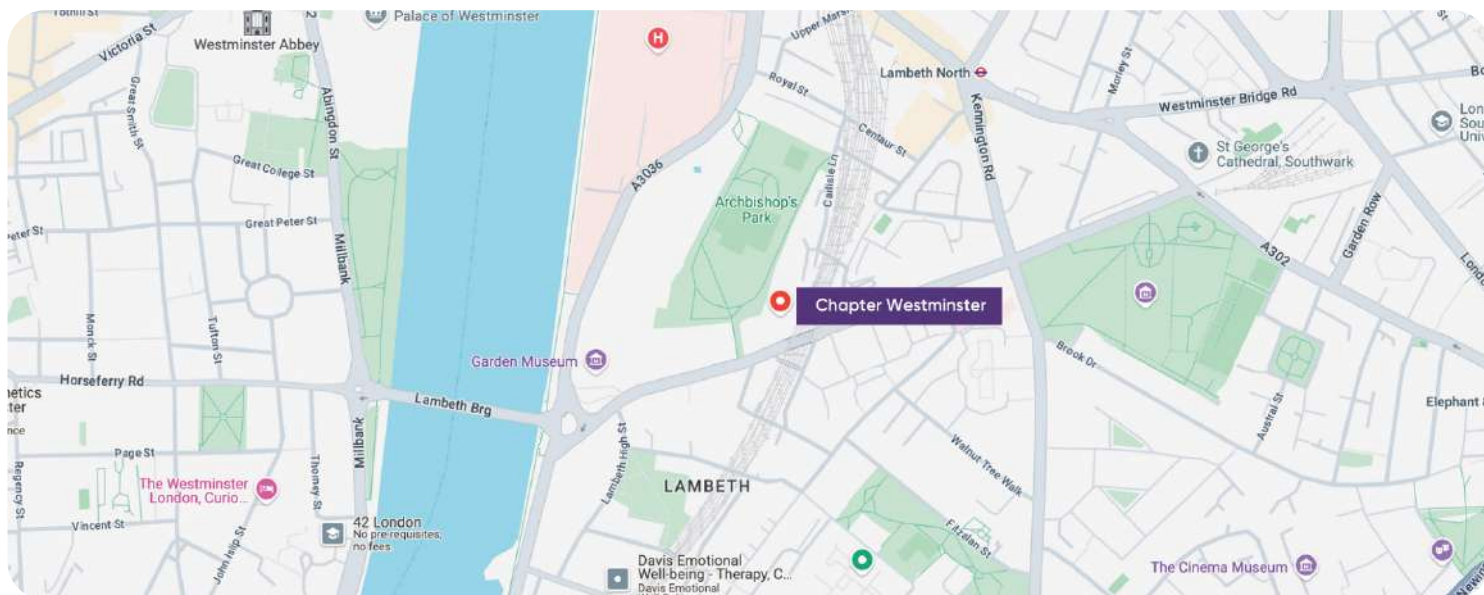 Tothill St
Palace of Westminster
Victoria St
Westminster Abbey
Great Smith St
Abingdon St
Great College St
Great Peter St
Peter St
Millbank
Monck St
Tufton St
Horseferry Rd
Lambeth Brg
Page St
Regency St
The Westminster
London, Curio...
Thorney St
Millbank
Vincent St
John Islip St
42 London
No prerequisites,
no fees
H
A3036
Upper Marsh
Royal St
Centaur St
Carlisle Ln
Archbishop's
Park
Chapter Westminster
Garden Museum
Lambeth High St
LAMBETH
Davis Emotional
Well-being - Therapy, C...
Davis Emotional
Lambeth North
Kennington Rd
Morley St
Westminster Bridge Rd
St George's
Cathedral, Southwark
Garden Row
A302
Brook Dr
Austral St
Walnut Tree Walk
Fitzalan St
The Cinema Museum